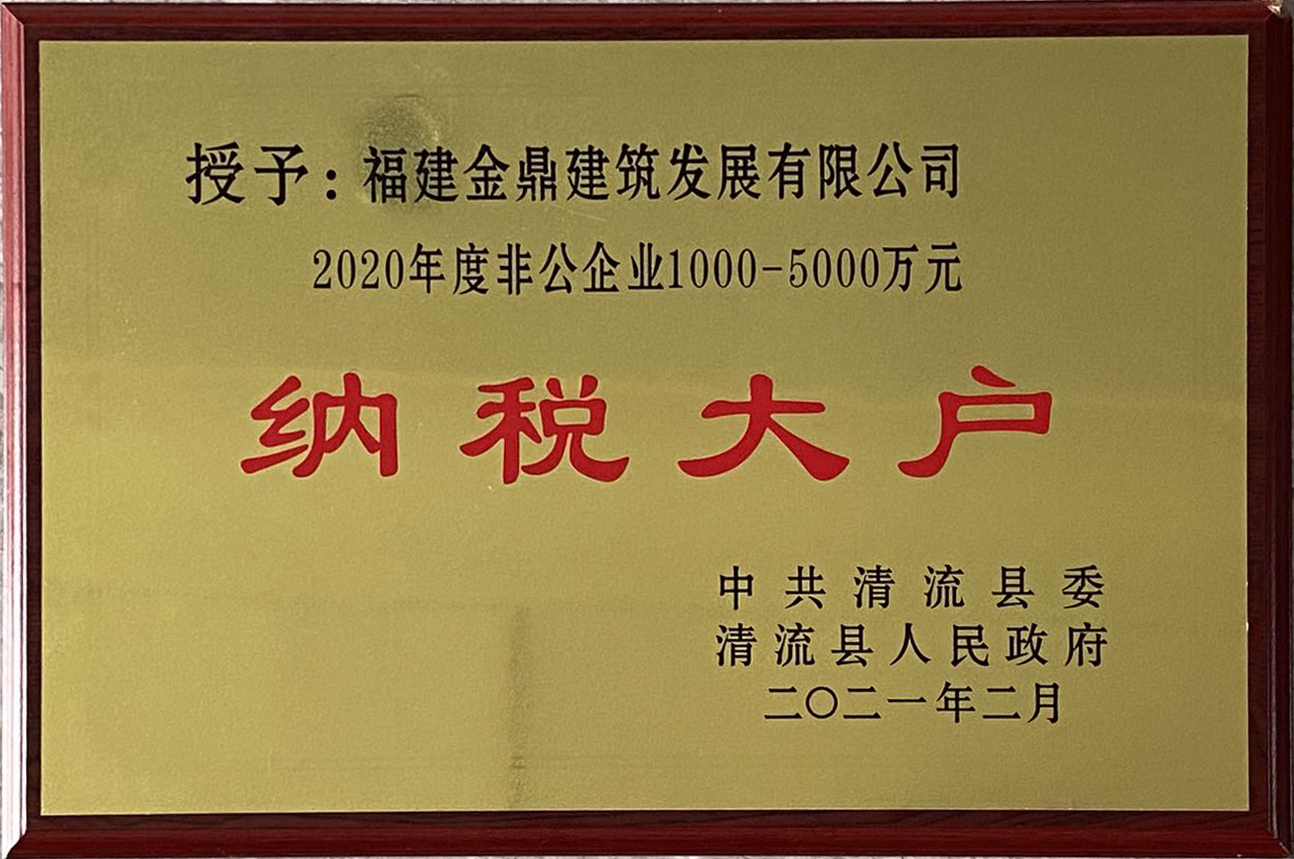 授予：福建金鼎建筑发展有限公司
2020年度非公企业1000-5000万元
纳税大户
中共清流县委
清流县人民政府
二〇二一年二月